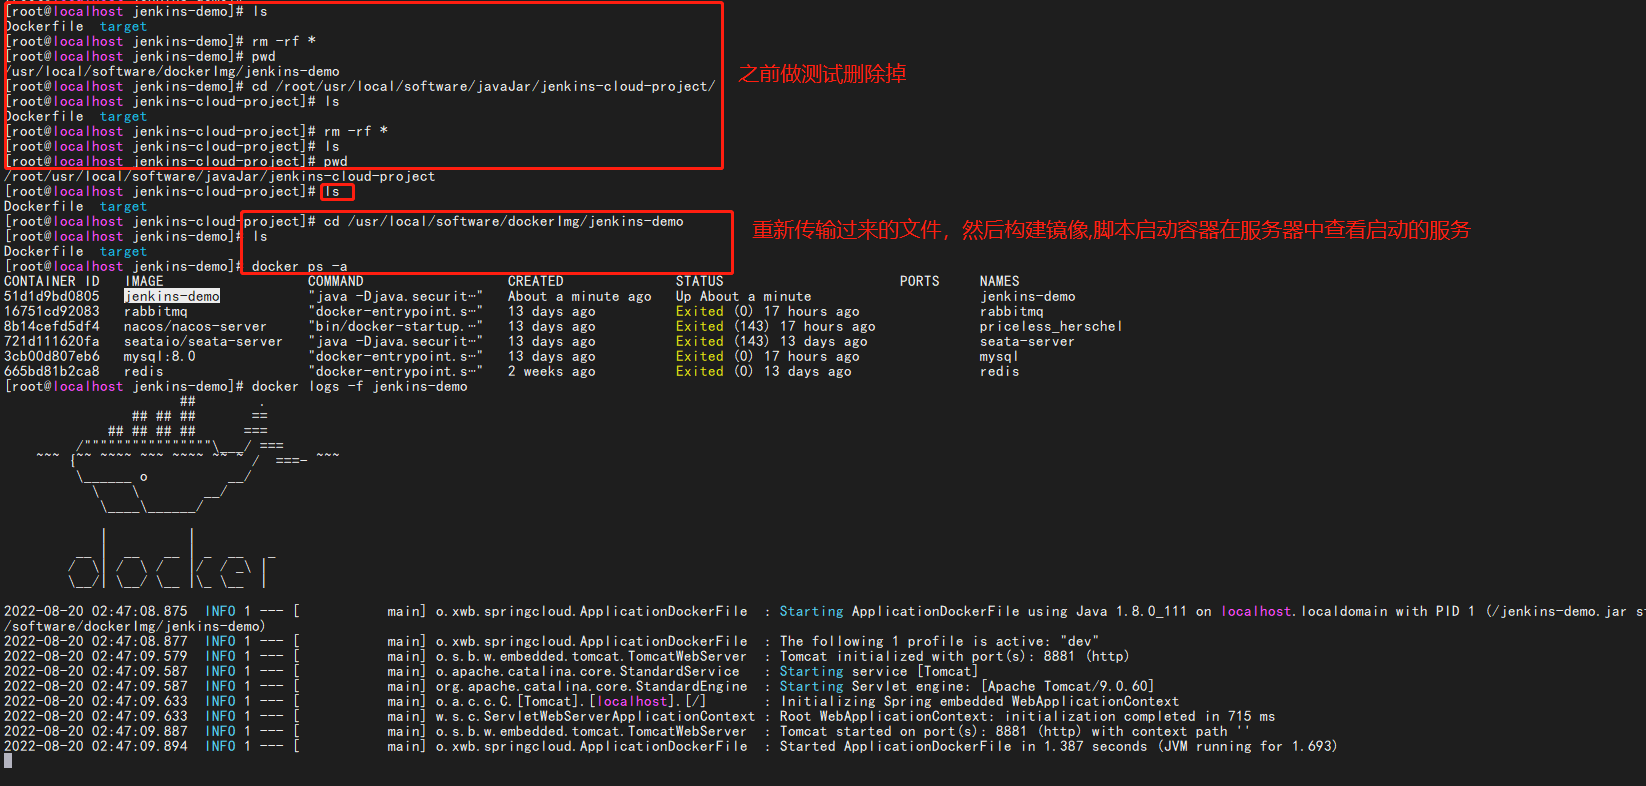 [root@localhost jenkins-demo]# ls
Dockerfile  target
[root@localhost jenkins-demo]# rm -rf *
[root@localhost jenkins-demo]# pwd
/usr/local/software/dockerImg/jenkins-demo
之前做测试删除掉
[root@localhost jenkins-demo]# cd /root/usr/local/software/javaJar/jenkins-cloud-project/
[root@localhost jenkins-cloud-project]# ls
Dockerfile  target
[root@localhost jenkins-cloud-project]# rm -rf *
[root@localhost jenkins-cloud-project]# ls
[root@localhost jenkins-cloud-project]# pwd
/root/usr/local/software/javaJar/jenkins-cloud-project
[root@localhost jenkins-cloud-project]# ls
Dockerfile  target
[root@localhost jenkins-cloud-project]# cd /usr/local/software/dockerImg/jenkins-demo
重新传输过来的文件，然后构建镜像,脚本启动容器在服务器中查看启动的服务
[root@localhost jenkins-demo]# ls
Dockerfile  target
[root@localhost jenkins-demo]# docker ps -a
CONTAINER ID   IMAGE                  COMMAND                  CREATED              STATUS                      PORTS     NAMES
51d1d9bd0805   jenkins-demo           "java -Djava.securit…"   About a minute ago   Up About a minute                     jenkins-demo
16751cd92083   rabbitmq               "docker-entrypoint.s…"   13 days ago          Exited (0) 17 hours ago               rabbitmq
8b14cefd5df4   nacos/nacos-server     "bin/docker-startup.…"   13 days ago          Exited (143) 17 hours ago             priceless_herschel
721d111620fa   seataio/seata-server   "java -Djava.securit…"   13 days ago          Exited (143) 13 days ago              seata-server
3cb00d807eb6   mysql:8.0              "docker-entrypoint.s…"   13 days ago          Exited (0) 17 hours ago               mysql
665bd81b2ca8   redis                  "docker-entrypoint.s…"   2 weeks ago          Exited (0) 13 days ago                redis
[root@localhost jenkins-demo]# docker logs -f jenkins-demo
2022-08-20 02:47:08.875  INFO 1 --- [           main] o.xwb.springcloud.ApplicationDockerFile  : Starting ApplicationDockerFile using Java 1.8.0_111 on localhost.localdomain with PID 1 (/jenkins-demo.jar st
/software/dockerImg/jenkins-demo)
2022-08-20 02:47:08.877  INFO 1 --- [           main] o.xwb.springcloud.ApplicationDockerFile  : The following 1 profile is active: "dev"
2022-08-20 02:47:09.579  INFO 1 --- [           main] o.s.b.w.embedded.tomcat.TomcatWebServer  : Tomcat initialized with port(s): 8881 (http)
2022-08-20 02:47:09.587  INFO 1 --- [           main] o.apache.catalina.core.StandardService   : Starting service [Tomcat]
2022-08-20 02:47:09.587  INFO 1 --- [           main] org.apache.catalina.core.StandardEngine  : Starting Servlet engine: [Apache Tomcat/9.0.60]
2022-08-20 02:47:09.633  INFO 1 --- [           main] o.a.c.c.C.[Tomcat].[localhost].[/]       : Initializing Spring embedded WebApplicationContext
2022-08-20 02:47:09.633  INFO 1 --- [           main] w.s.c.ServletWebServerApplicationContext : Root WebApplicationContext: initialization completed in 715 ms
2022-08-20 02:47:09.887  INFO 1 --- [           main] o.s.b.w.embedded.tomcat.TomcatWebServer  : Tomcat started on port(s): 8881 (http) with context path ''
2022-08-20 02:47:09.894  INFO 1 --- [           main] o.xwb.springcloud.ApplicationDockerFile  : Started ApplicationDockerFile in 1.387 seconds (JVM running for 1.693)